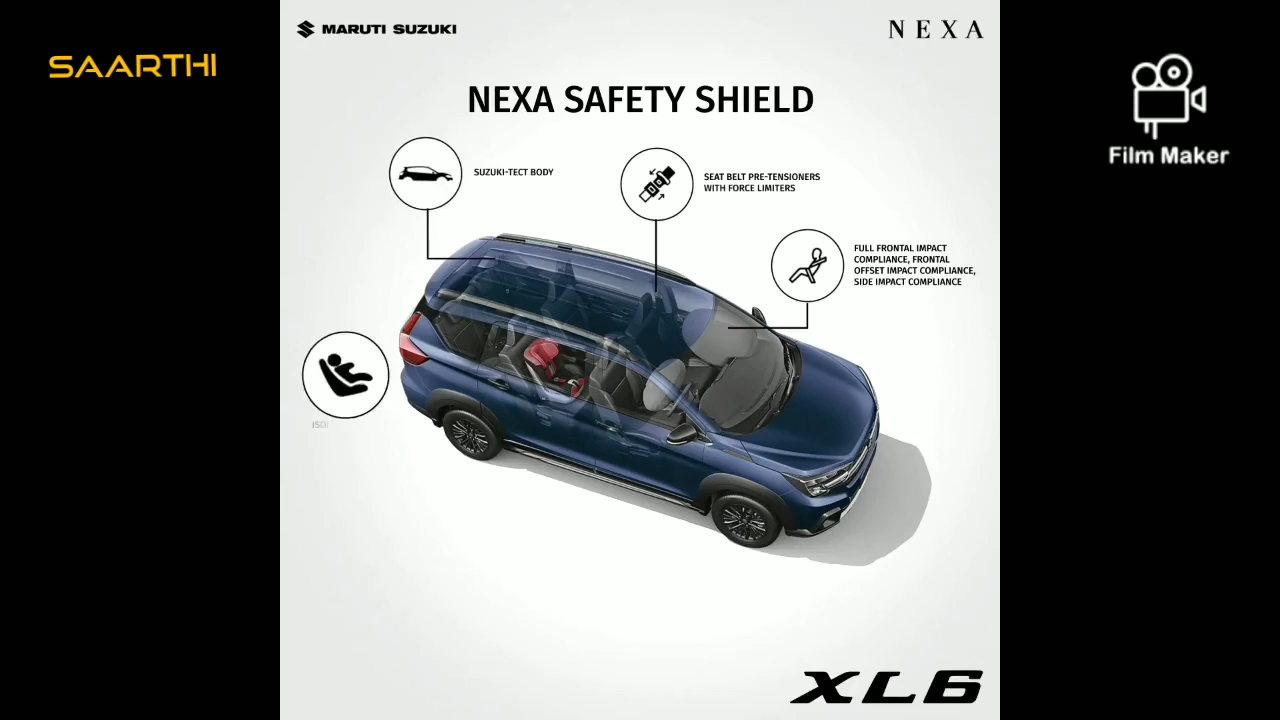 MARUTI SUZUKI
NEXA
SAARTHI
Film Maker
NEXA SAFETY SHIELD
SUZUKI-TECT BODY
SEAT BELT PRE-TENSIONERS
WITH FORCE LIMITERS
FULL FRONTAL IMPACT
COMPLIANCE, FRONTAL
OFFSET IMPACT COMPLIANCE,
SIDE IMPACT COMPLIANCE
XL6